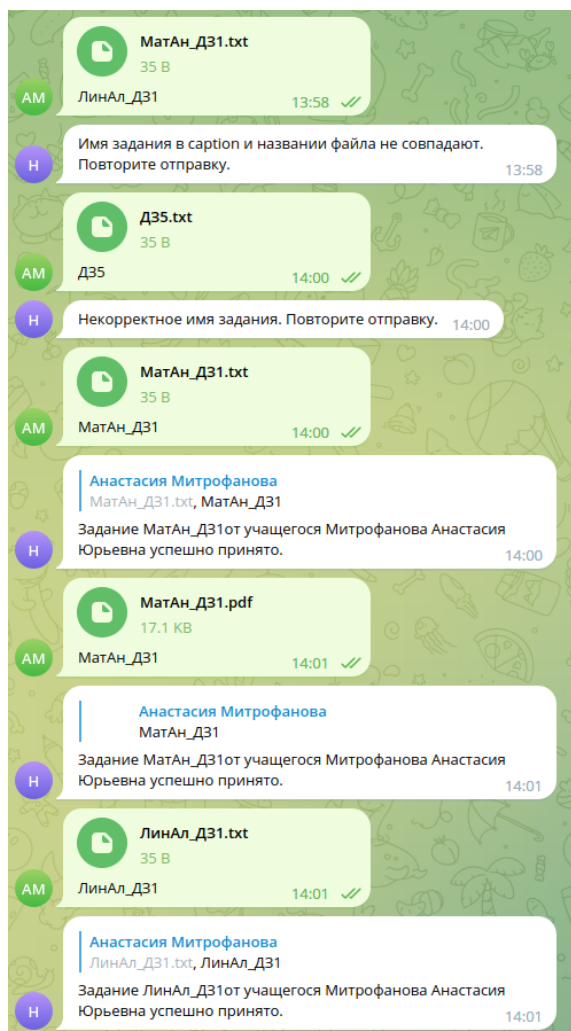 МатАн_ДЗ1.txt
35 B
АМ
ЛинАл_ДЗ1
13:58
Имя задания в caption и названии файла не совпадают.
Повторите отправку.
Н
13:58
ДЗ5.txt
35 B
АМ
ДЗ5
14:00
Н
Некорректное имя задания. Повторите отправку.
14:00
МатАн_ДЗ1.txt
35 B
АМ
МатАн_ДЗ1
14:00
Анастасия Митрофанова
МатАн_ДЗ1.txt, МатАн_ДЗ1
Задание МатАн_ДЗ1от учащегося Митрофанова Анастасия
Юрьевна успешно принято.
Н
14:00
МатАн_ДЗ1.pdf
17.1 KB
АМ
МатАн_ДЗ1
14:01
Анастасия Митрофанова
МатАн_ДЗ1
Задание МатАн_ДЗ1от учащегося Митрофанова Анастасия
Юрьевна успешно принято.
Н
14:01
ЛинАл_ДЗ1.txt
35 B
АМ
ЛинАл_ДЗ1
14:01
Анастасия Митрофанова
ЛинАл_ДЗ1.txt, ЛинАл_ДЗ1
Задание ЛинАл_ДЗ1от учащегося Митрофанова Анастасия
Юрьевна успешно принято.
Н
14:01